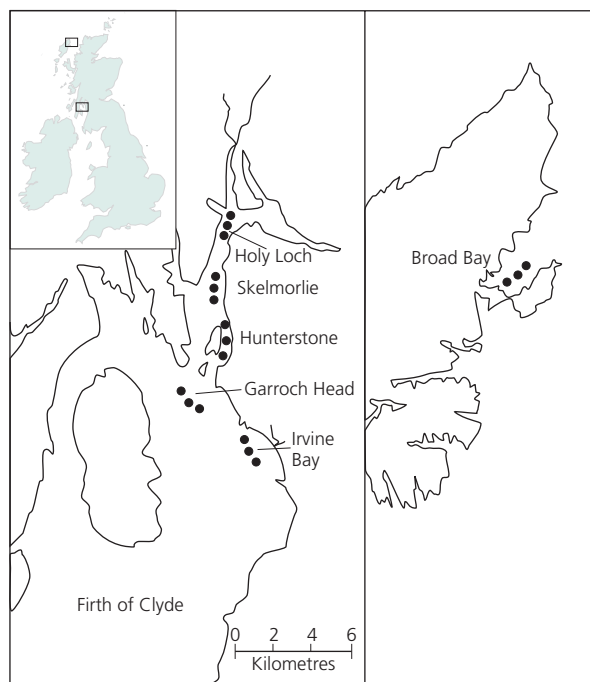 Holy Loch
Skelmorlie
Hunterstone
Garroch Head
Irvine
Bay
Firth of Clyde
0 2 4 6
Kilometres
Broad Bay